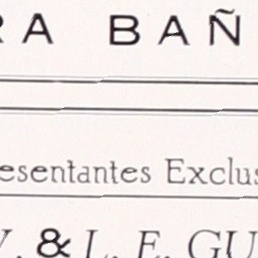 RA BAÑ
esentantes Exclus
V. & L. E. GU